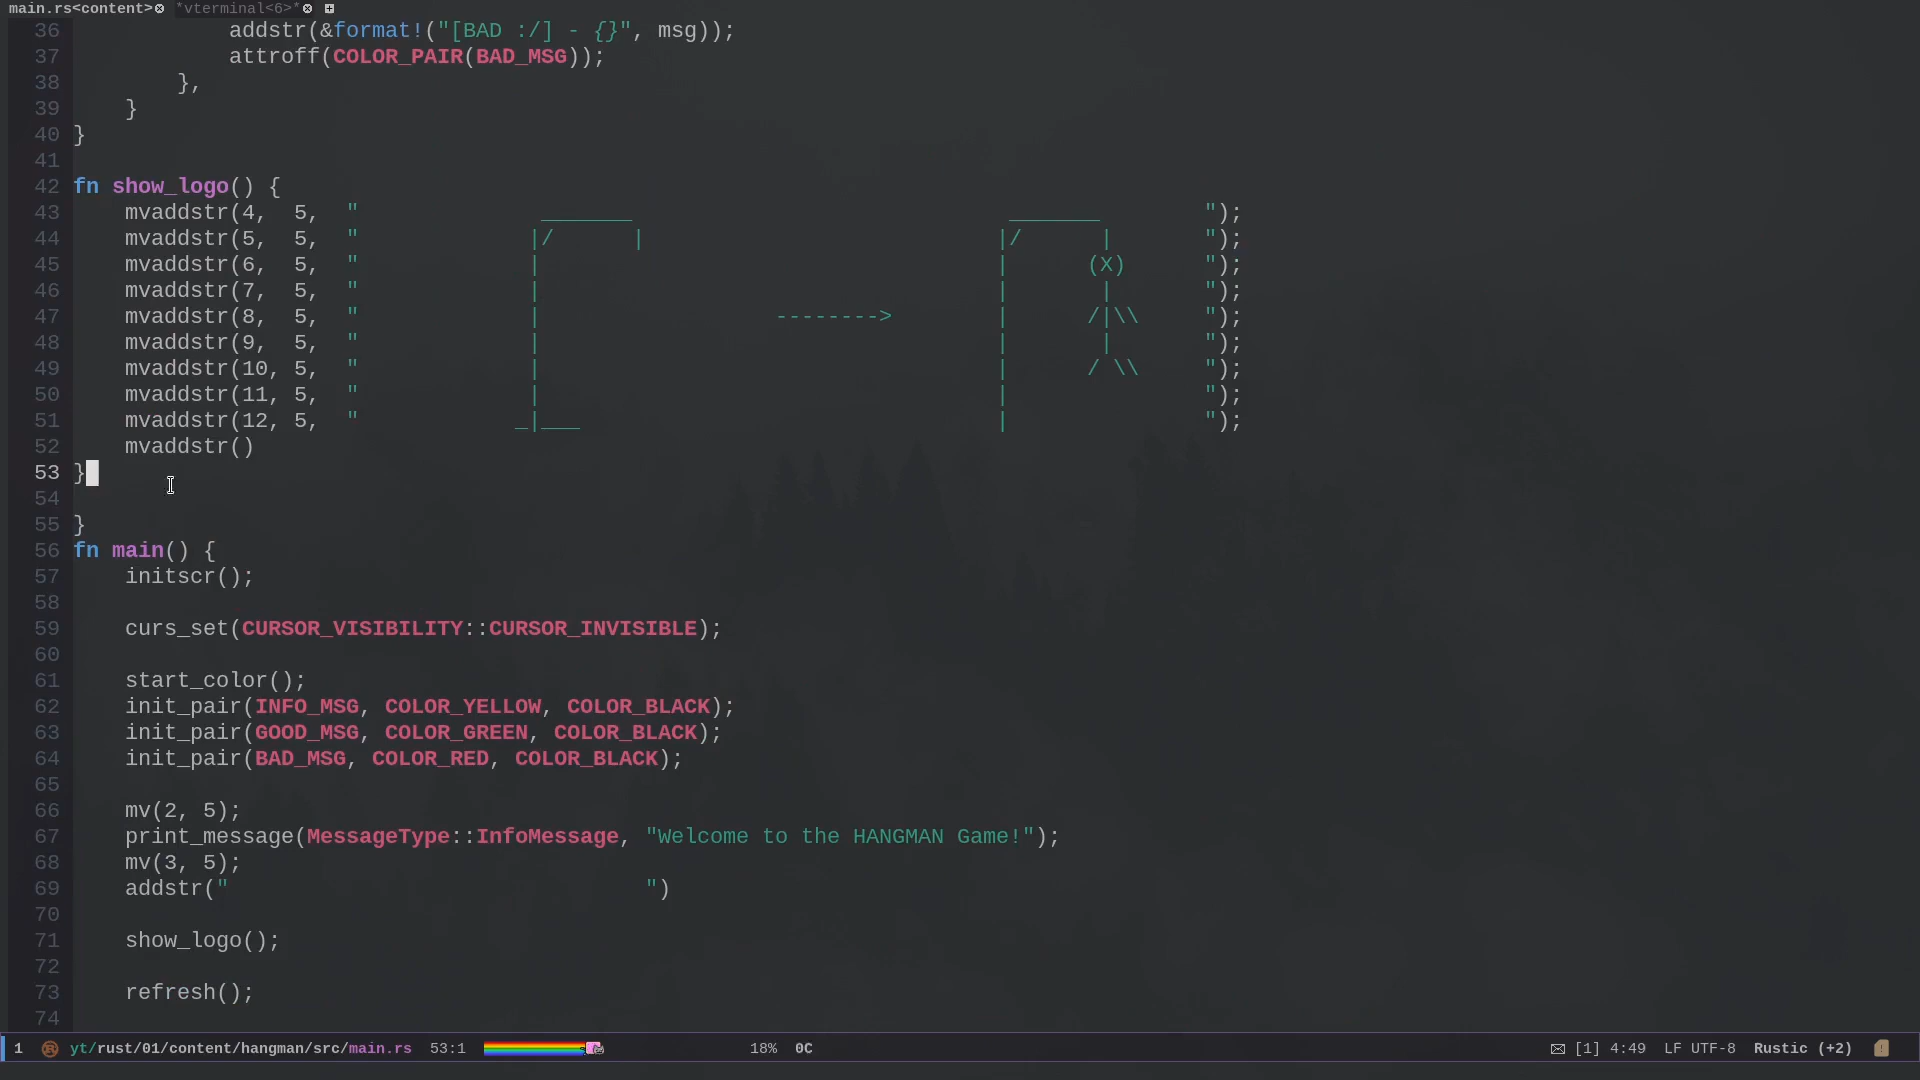 main.rs<content> *vterminal<6>*
36             addstr(&format!("[BAD :/] - {}", msg));
37             attroff(COLOR_PAIR(BAD_MSG));
38         },
39     }
40 }
41
42 fn show_logo() {
43     mvaddstr(4,  5,  "              _______                             _______        ");
44     mvaddstr(5,  5,  "             |/      |                           |/      |       ");
45     mvaddstr(6,  5,  "             |                                   |      (X)      ");
46     mvaddstr(7,  5,  "             |                                   |       |       ");
47     mvaddstr(8,  5,  "             |                  -------->        |      /|\\     ");
48     mvaddstr(9,  5,  "             |                                   |       |       ");
49     mvaddstr(10, 5,  "             |                                   |      / \\     ");
50     mvaddstr(11, 5,  "             |                                   |               ");
51     mvaddstr(12, 5,  "            _|___                                |               ");
52     mvaddstr()
53 }
54
55 }
56 fn main() {
57     initscr();
58
59     curs_set(CURSOR_VISIBILITY::CURSOR_INVISIBLE);
60
61     start_color();
62     init_pair(INFO_MSG, COLOR_YELLOW, COLOR_BLACK);
63     init_pair(GOOD_MSG, COLOR_GREEN, COLOR_BLACK);
64     init_pair(BAD_MSG, COLOR_RED, COLOR_BLACK);
65
66     mv(2, 5);
67     print_message(MessageType::InfoMessage, "Welcome to the HANGMAN Game!");
68     mv(3, 5);
69     addstr("                                ")
70
71     show_logo();
72
73     refresh();
74
1 yt/rust/01/content/hangman/src/main.rs 53:1 18% 0C [1] 4:49 LF UTF-8 Rustic (+2)